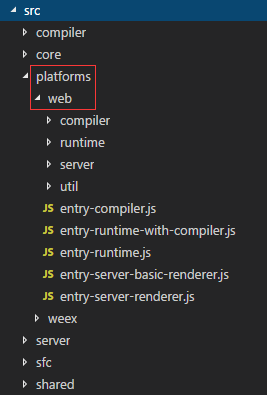 src
compiler
core
platforms
web
compiler
runtime
server
util
JS entry-compiler.js
JS entry-runtime-with-compiler.js
JS entry-runtime.js
JS entry-server-basic-renderer.js
JS entry-server-renderer.js
weex
server
sfc
shared